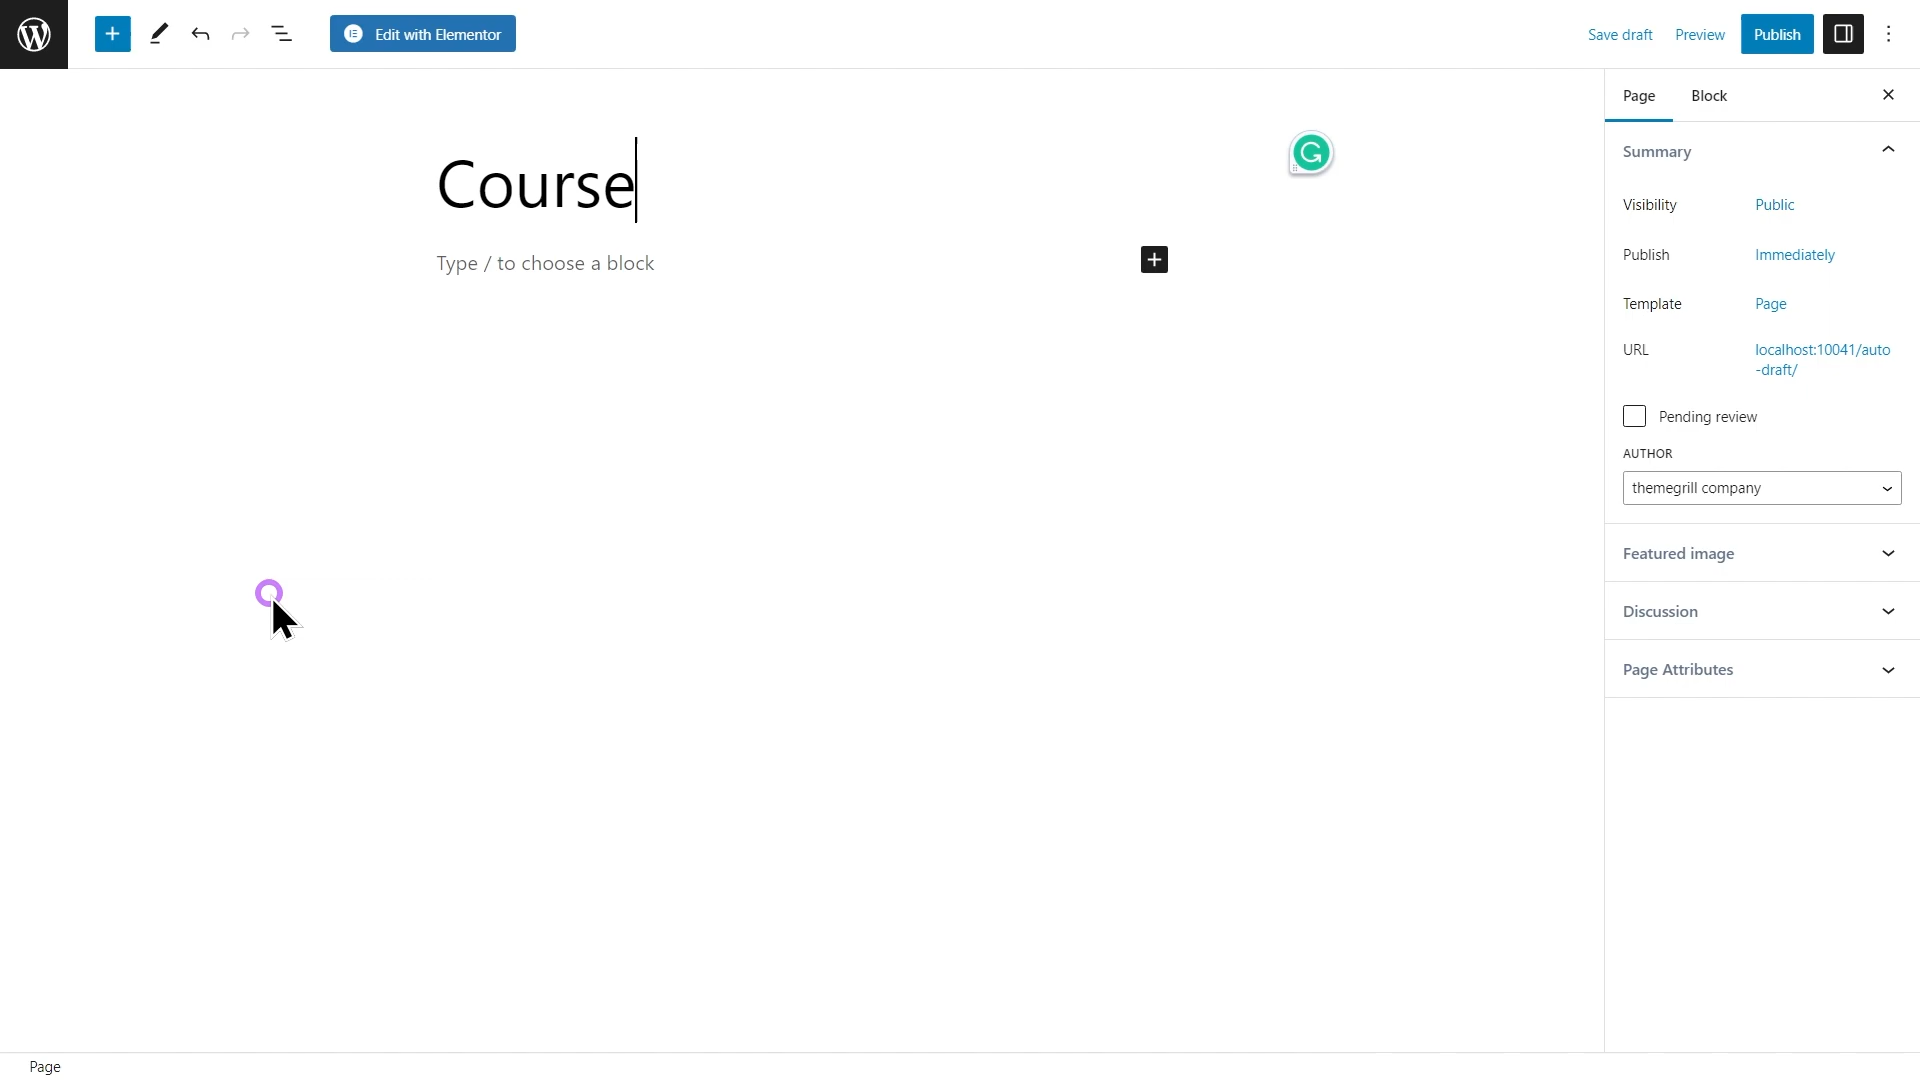 Edit with Elementor
Save draft
Preview
Publish
Page
Block
Course
Summary
Type / to choose a block
Visibility
Public
Publish
Immediately
Template
Page
URL
localhost:10041/auto
-draft/
Pending review
AUTHOR
themegrill company
Featured image
Discussion
Page Attributes
Page